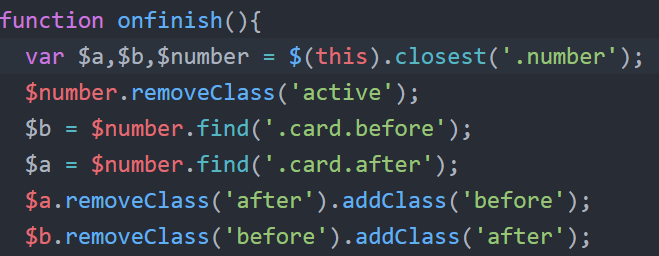 function onfinish(){
  var $a,$b,$number = $(this).closest('.number');
  $number.removeClass('active');
  $b = $number.find('.card.before');
  $a = $number.find('.card.after');
  $a.removeClass('after').addClass('before');
  $b.removeClass('before').addClass('after');